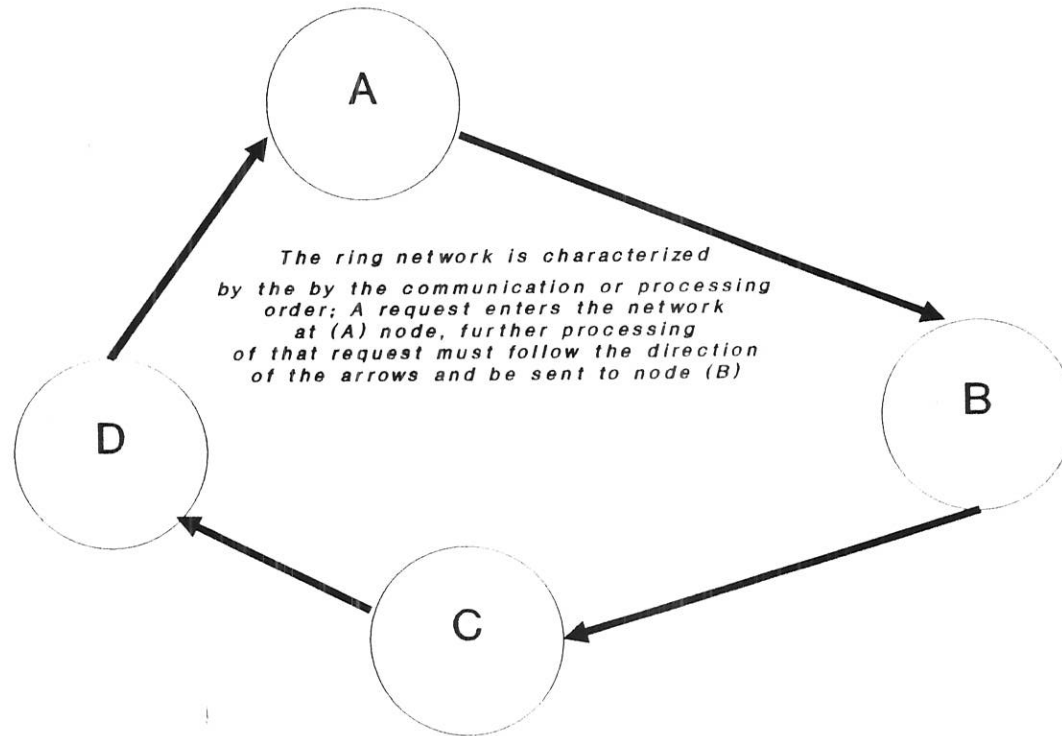 A
The ring network is characterized
by the by the communication or processing
order; A request enters the network
at (A) node, further processing
of that request must follow the direction
of the arrows and be sent to node (B)
B
D
C